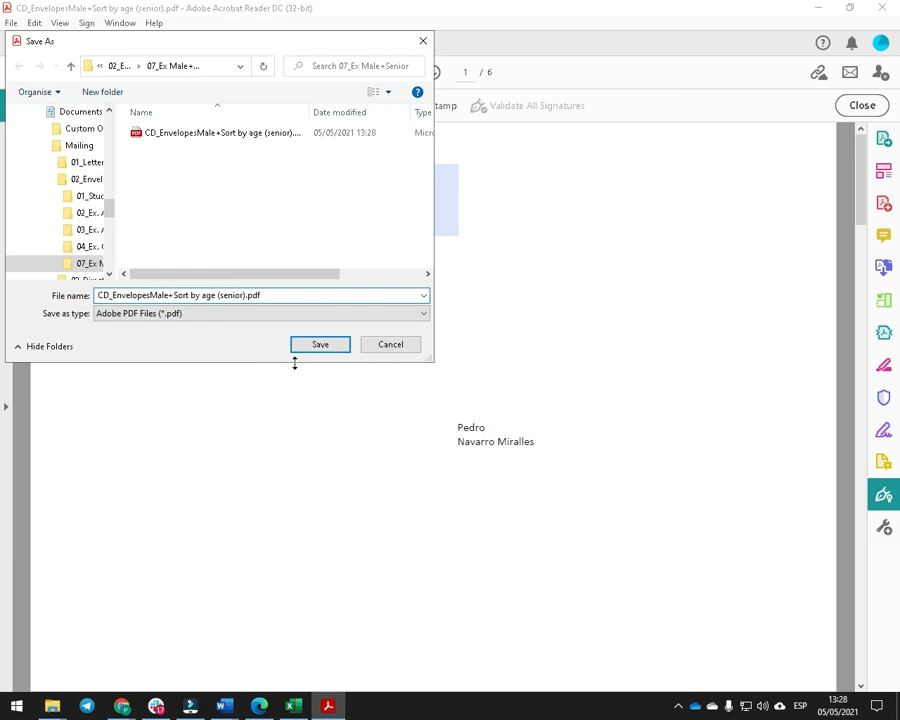 CD_EnvelopesMale+Sort by age (senior).pdf - Adobe Acrobat Reader DC (32-bit)
File Edit View Sign Window Help
Save As
« 02_E... › 07_Ex Male+...
Search 07_Ex Male+Senior
1 / 6
Organise New folder
Validate All Signatures
Close
Documents
Custom O
Mailing
01_Letter
02_Envel
01_Stuc
02_Ex. A
03_Ex. A
04_Ex. C
07_Ex M
Name Date modified Type
CD_EnvelopesMale+Sort by age (senior).... 05/05/2021 13:28 Micro
File name: CD_EnvelopesMale+Sort by age (senior).pdf
Save as type: Adobe PDF Files (*.pdf)
Hide Folders
Save Cancel
Pedro
Navarro Miralles
17
ESP
13:28
05/05/2021